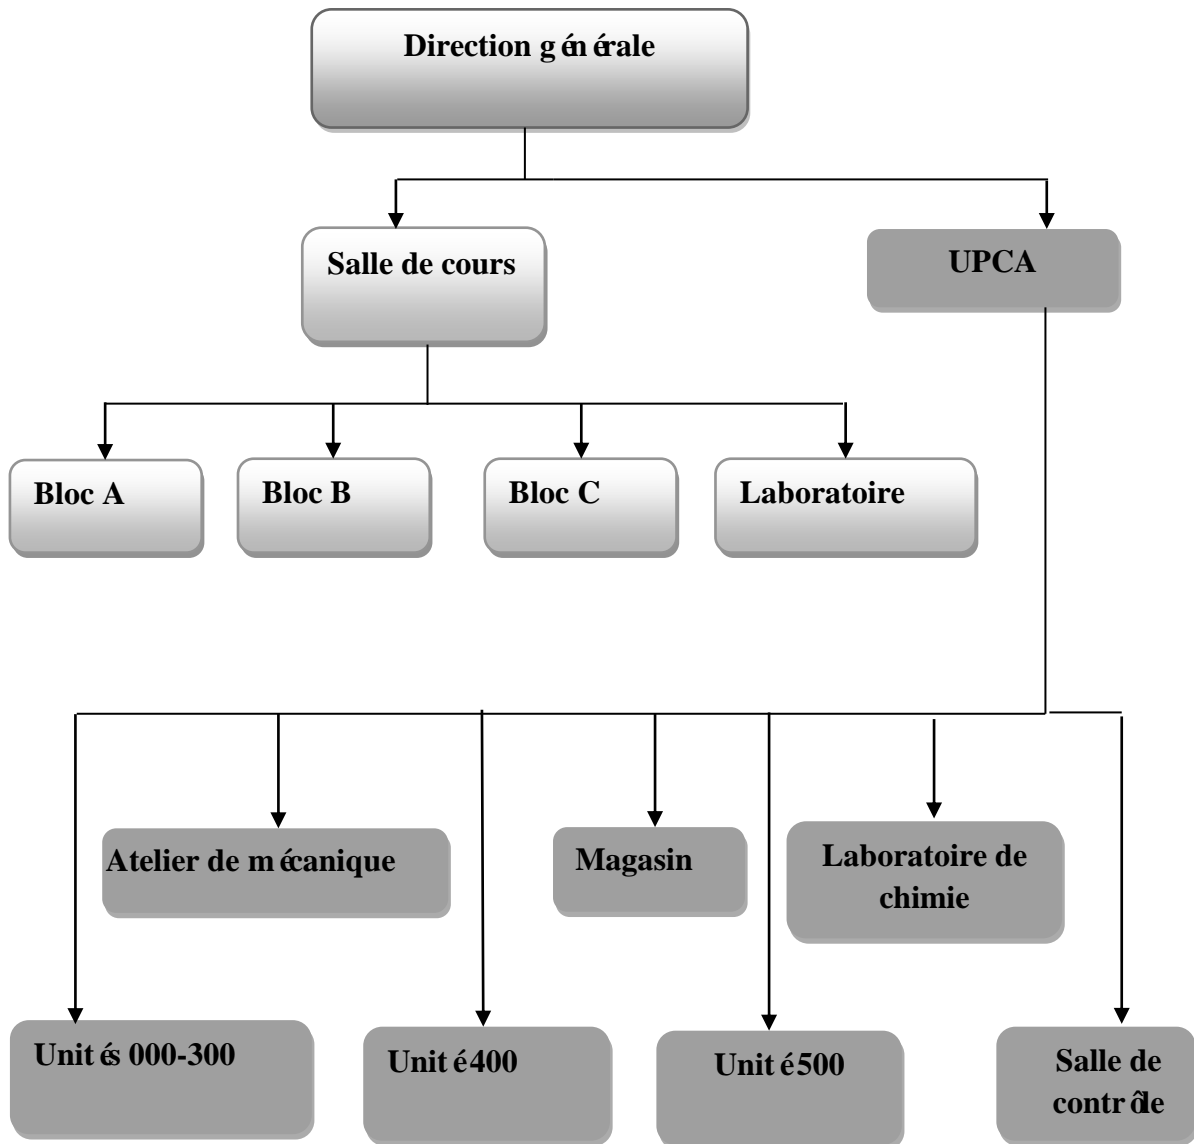 Direction générale
Salle de cours
UPCA
Bloc A
Bloc B
Bloc C
Laboratoire
Atelier de mécanique
Magasin
Laboratoire de
chimie
Unités 000-300
Unité 400
Unité 500
Salle de
contrôle